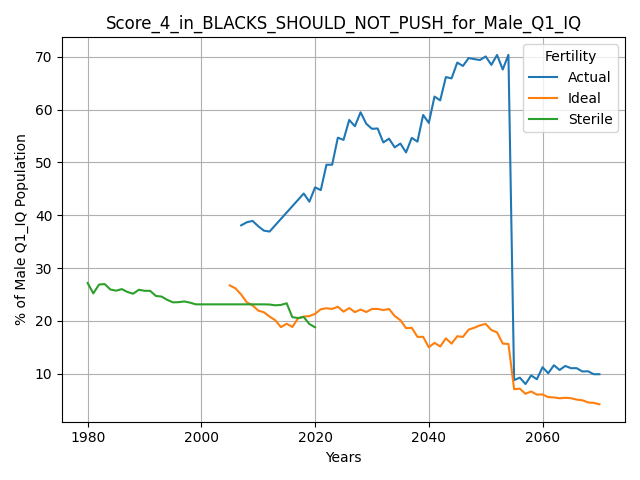 Score_4_in_BLACKS_SHOULD_NOT_PUSH_for_Male_Q1_IQ
% of Male Q1_IQ Population
70
60
50
40
30
20
10
Fertility
Actual
Ideal
Sterile
1980
2000
2020
2040
2060
Years